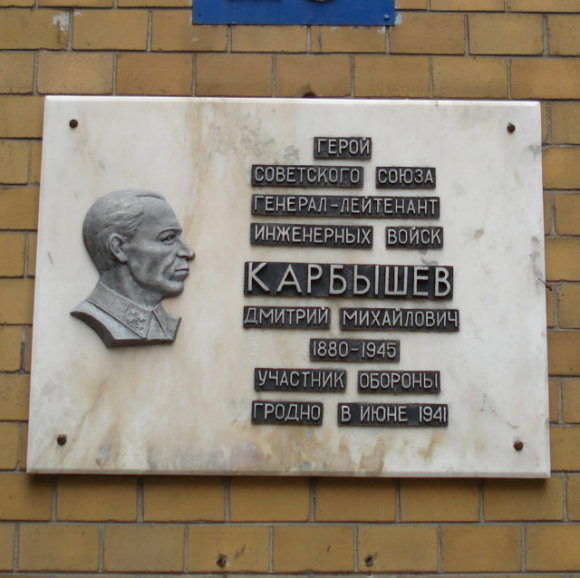 ГЕРОЙ
СОВЕТСКОГО СОЮЗА
ГЕНЕРАЛ-ЛЕЙТЕНАНТ
ИНЖЕНЕРНЫХ ВОЙСК
КАРБЫШЕВ
ДМИТРИЙ МИХАЙЛОВИЧ
1880-1945
УЧАСТНИК ОБОРОНЫ
ГРОДНО В ИЮНЕ 1941